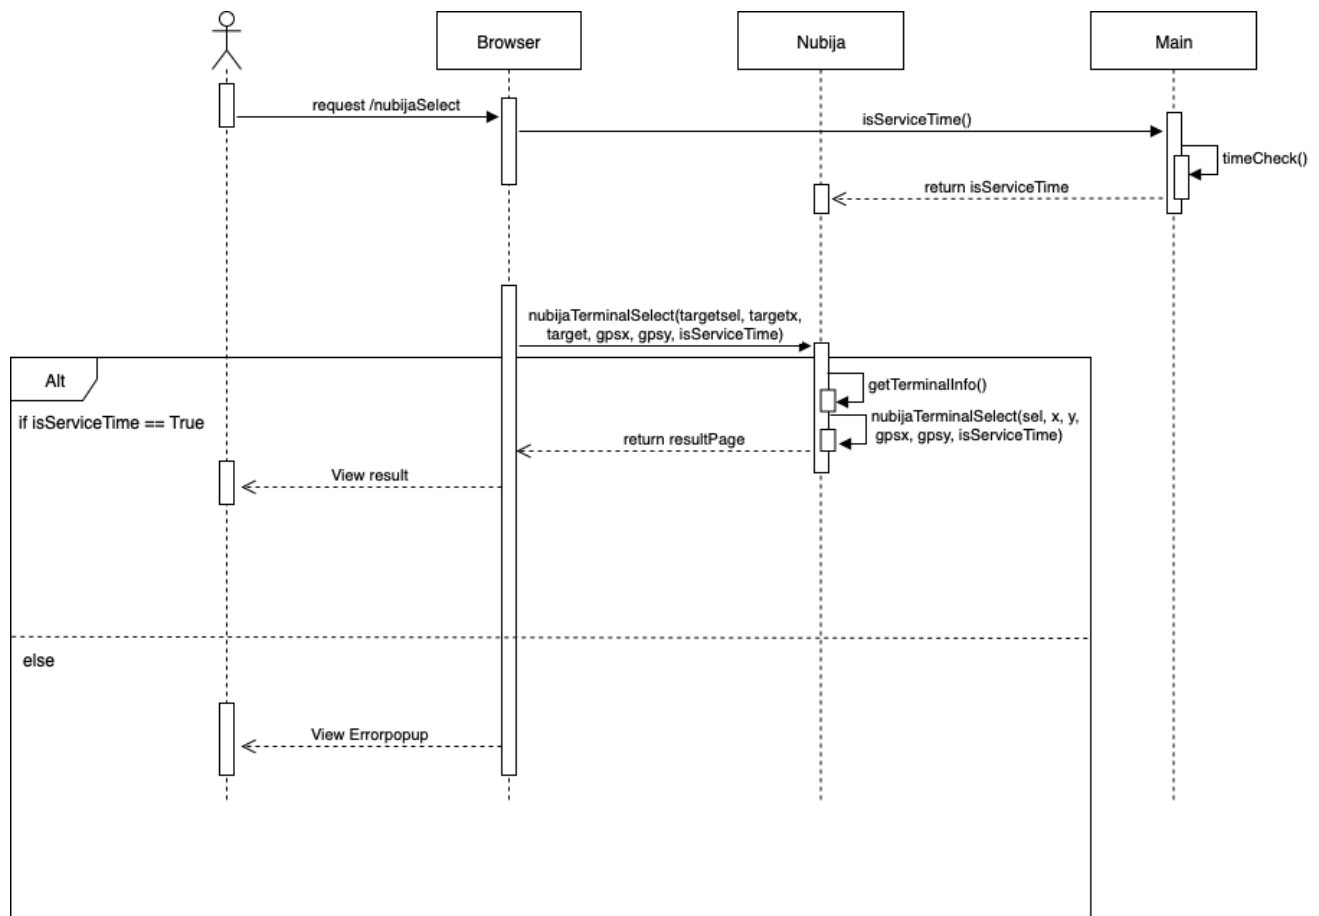 Browser
Nubija
Main
request /nubijaSelect
isServiceTime()
timeCheck()
return isServiceTime
nubijaTerminalSelect(targetsel, targetx,
target, gpsx, gpsy, isServiceTime)
Alt
getTerminalInfo()
if isServiceTime == True
nubijaTerminalSelect(sel, x, y,
gpsx, gpsy, isServiceTime)
return resultPage
View result
else
View Errorpopup